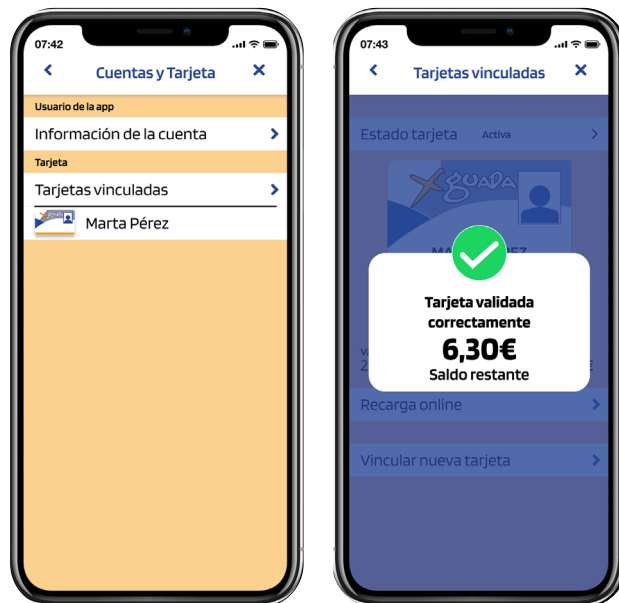 07:42
Cuentas y Tarjeta
Usuario de la app
Información de la cuenta
Tarjeta
Tarjetas vinculadas
Marta Pérez
07:43
Tarjetas vinculadas
Estado tarjeta Activa
Xguada
Tarjeta validada
correctamente
6,30€
Saldo restante
Recarga online
Vincular nueva tarjeta